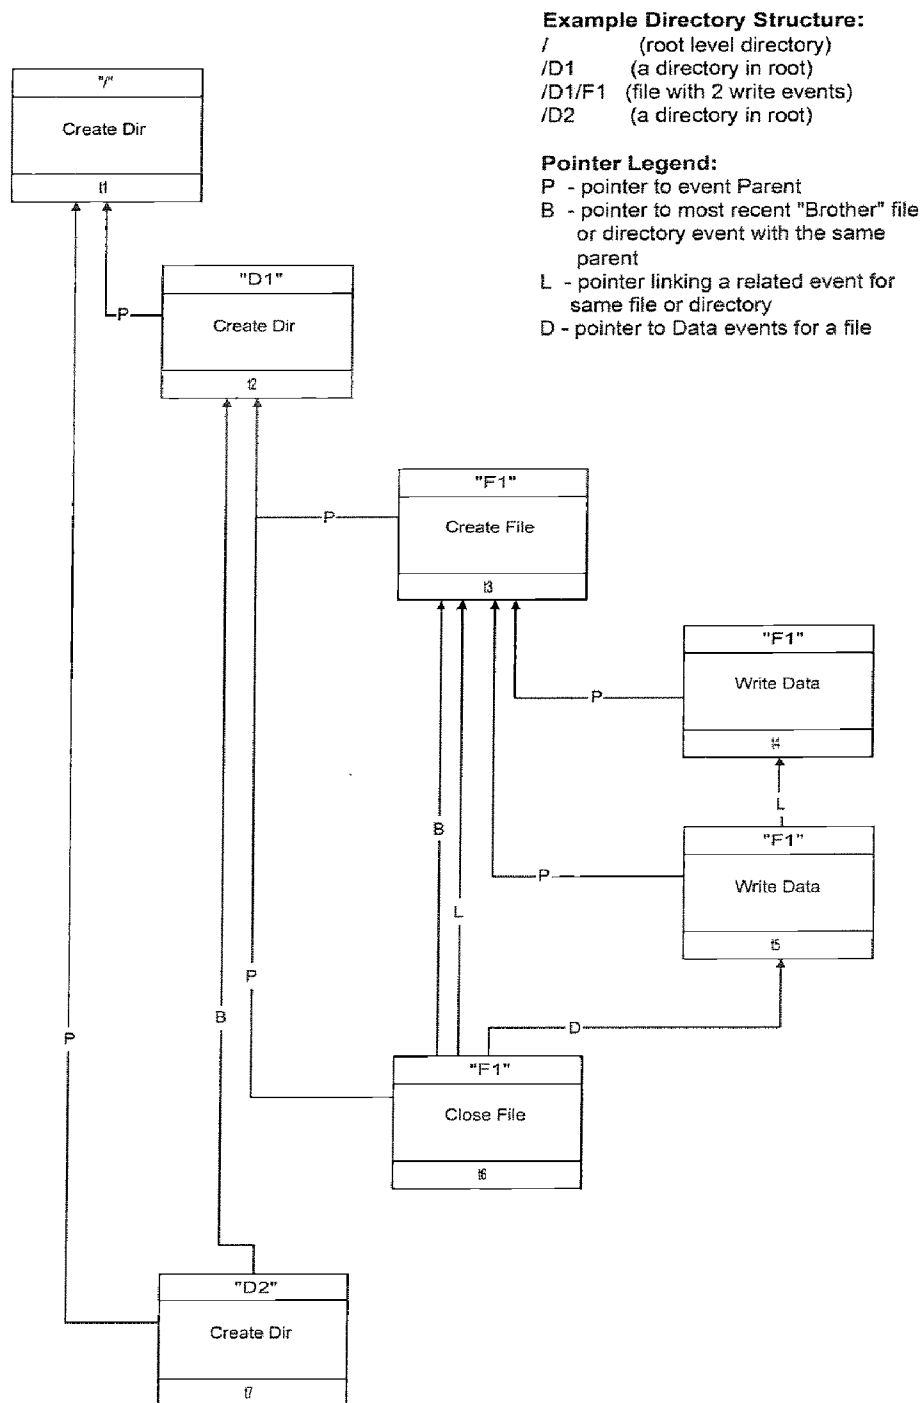 Example Directory Structure:
/ (root level directory)
/D1 (a directory in root)
/D1/F1 (file with 2 write events)
/D2 (a directory in root)
Pointer Legend:
P - pointer to event Parent
B - pointer to most recent "Brother" file
or directory event with the same
parent
L - pointer linking a related event for
same file or directory
D - pointer to Data events for a file
"/"
Create Dir
t1
P
"D1"
Create Dir
t2
P
"F1"
Create File
t3
P
"F1"
Write Data
t4
L
B
"F1"
P
Write Data
L
t5
P
B
D
P
"F1"
Close File
t6
"D2"
Create Dir
t7